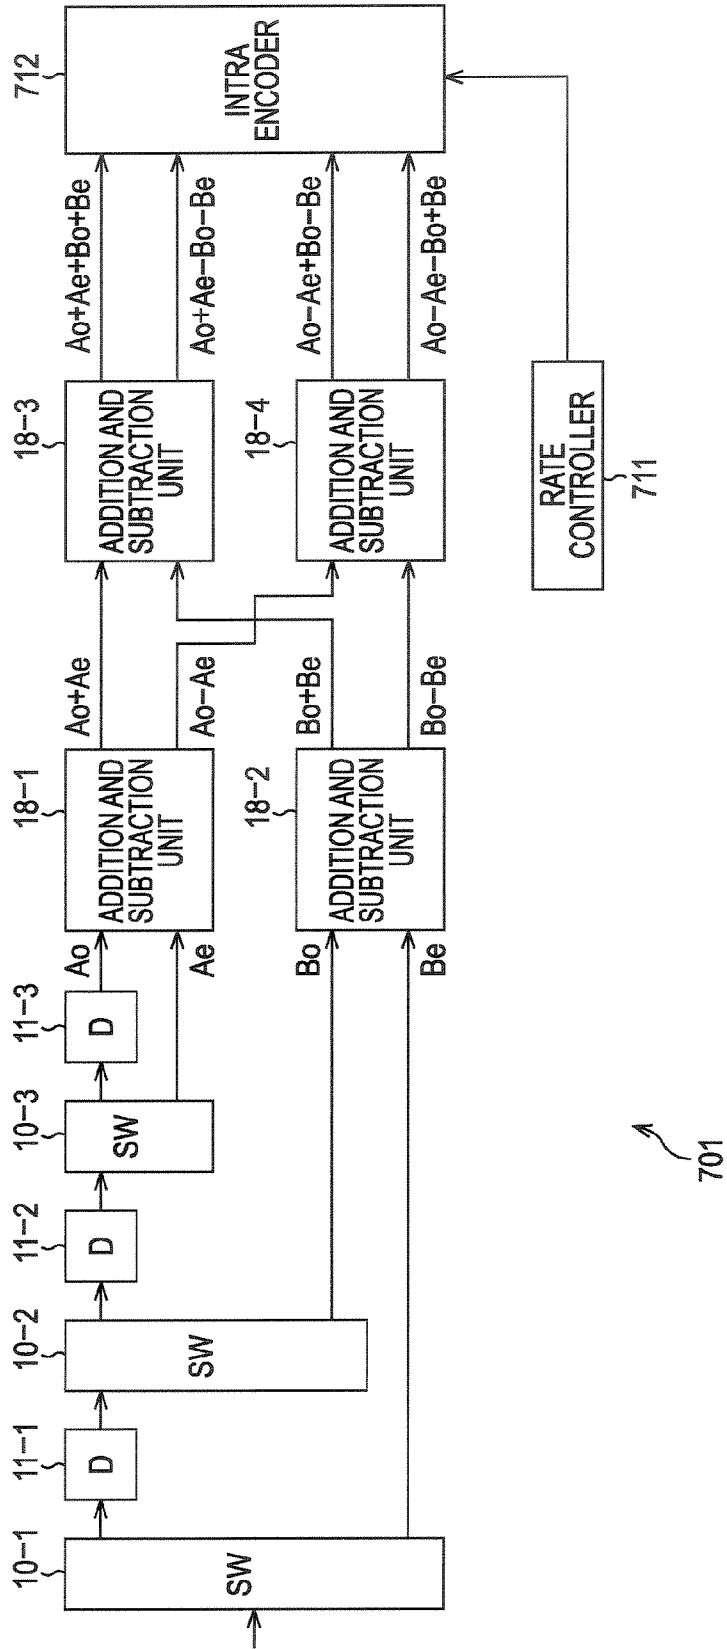 10-1
SW
11-1
D
10-2
SW
11-2
D
10-3
SW
11-3
D
Ao
Ae
Bo
Be
18-1
ADDITION AND
SUBTRACTION
UNIT
18-2
ADDITION AND
SUBTRACTION
UNIT
Ao+Ae
Ao-Ae
Bo+Be
Bo-Be
18-3
ADDITION AND
SUBTRACTION
UNIT
18-4
ADDITION AND
SUBTRACTION
UNIT
Ao+Ae+Bo+Be
Ao+Ae-Bo-Be
Ao-Ae+Bo-Be
Ao-Ae-Bo+Be
712
INTRA
ENCODER
RATE
CONTROLLER
711
701